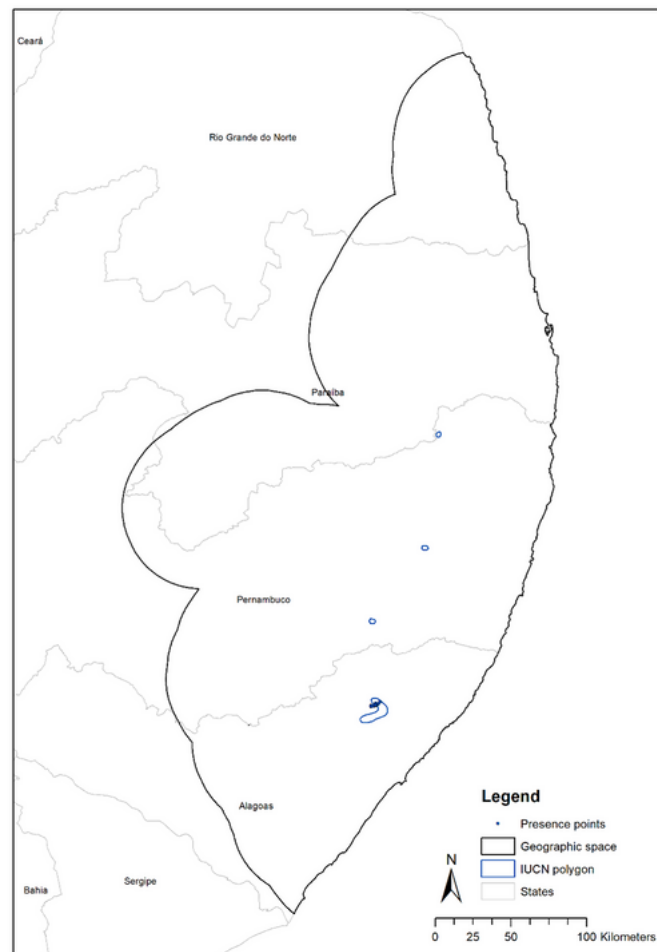 Ceará
Rio Grande do Norte
Paraíba
Pernambuco
Alagoas
Sergipe
Bahia
Legend
Presence points
Geographic space
IUCN polygon
States
N
0 25 50 100 Kilometers